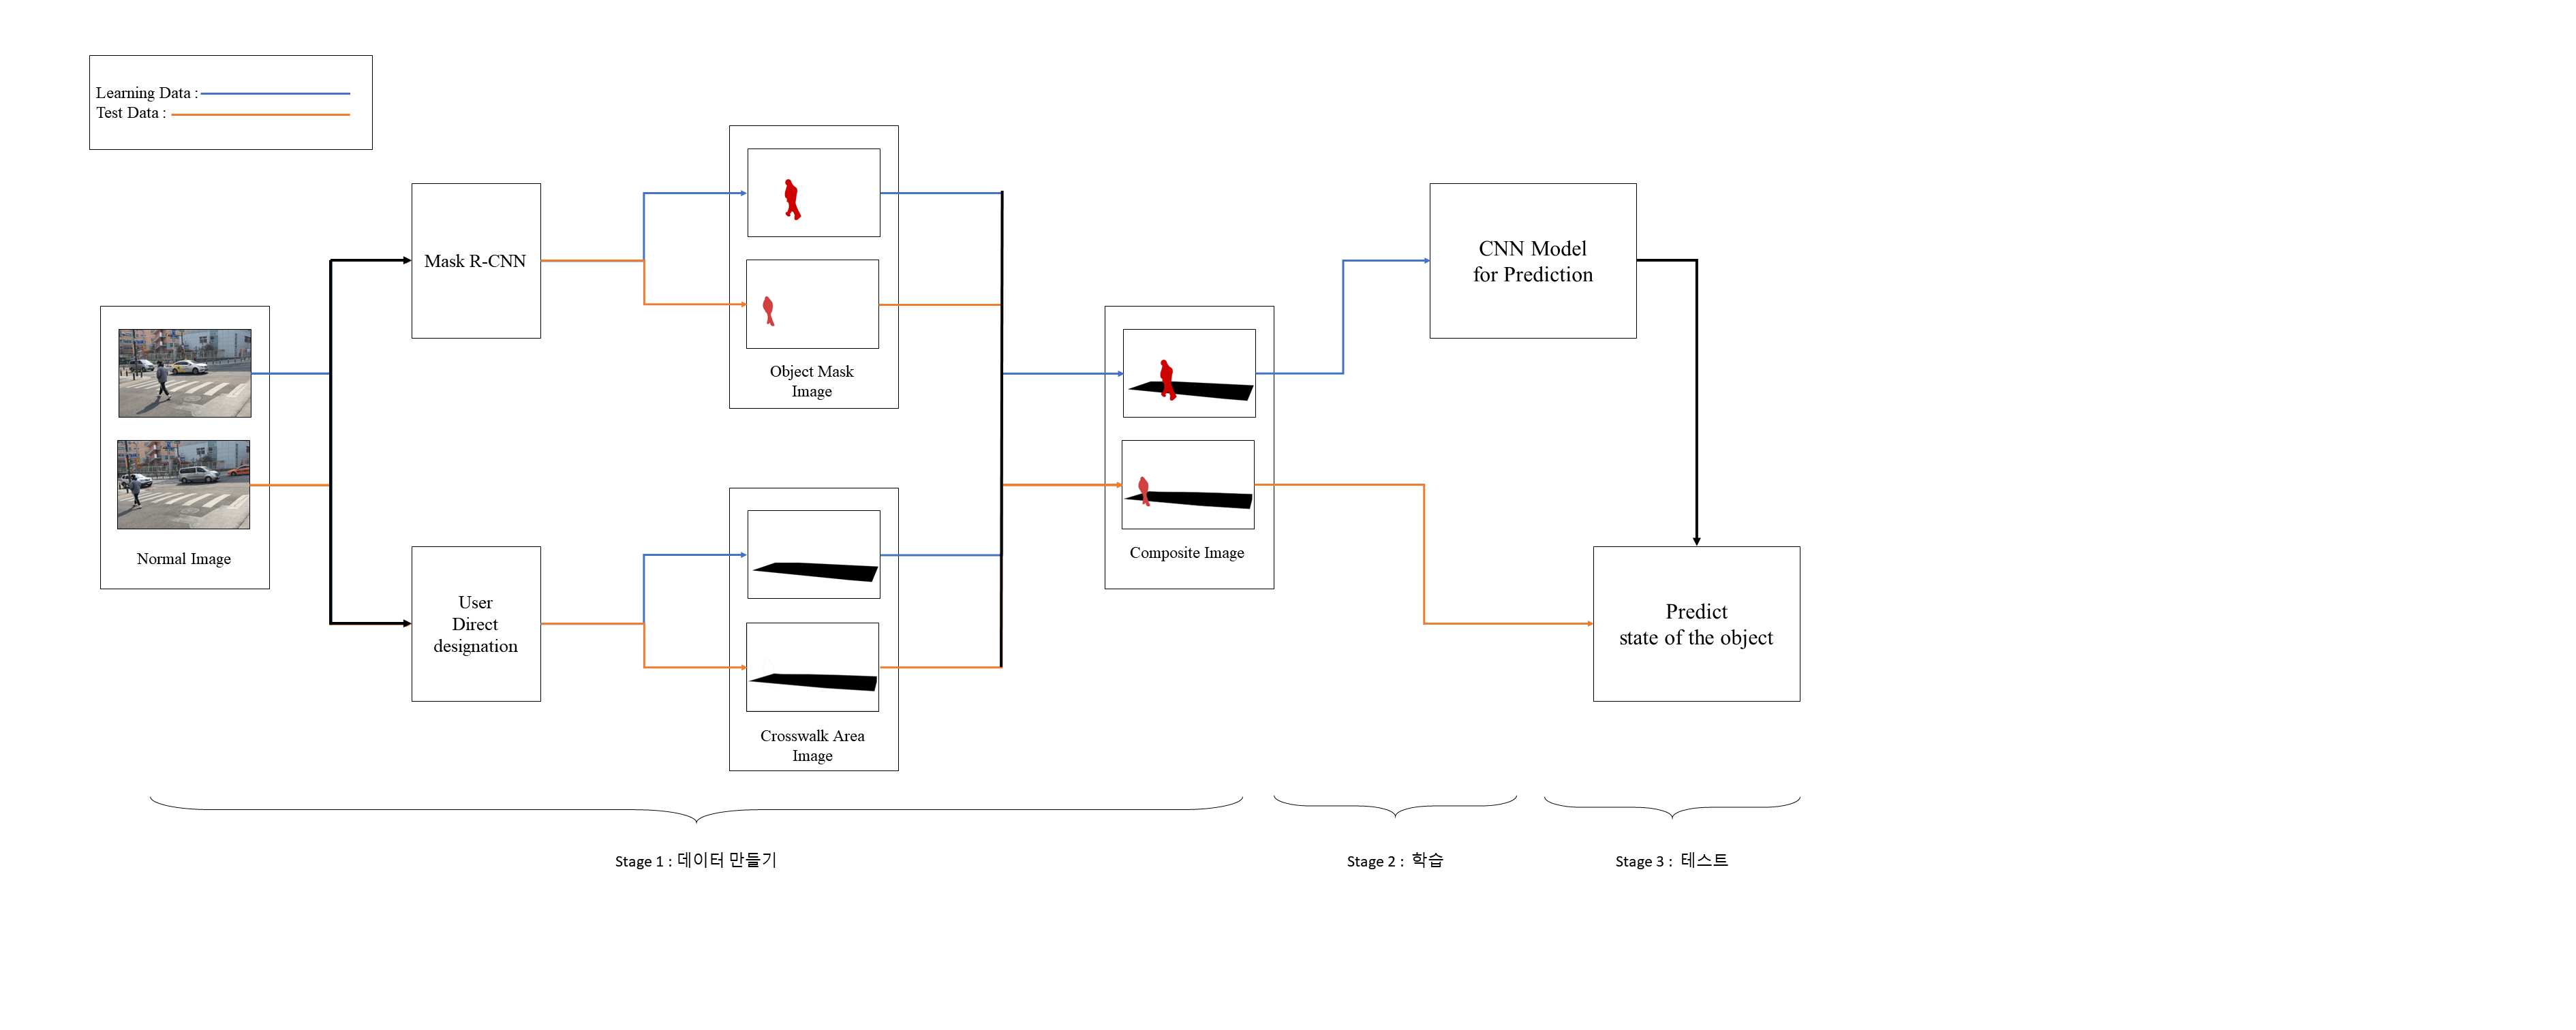 Learning Data :
Test Data :
Mask R-CNN
Object Mask
Image
Normal Image
User
Direct
designation
Crosswalk Area
Image
Composite Image
CNN Model
for Prediction
Predict
state of the object
Stage 1 : 데이터 만들기
Stage 2 :  학습
Stage 3 :  테스트